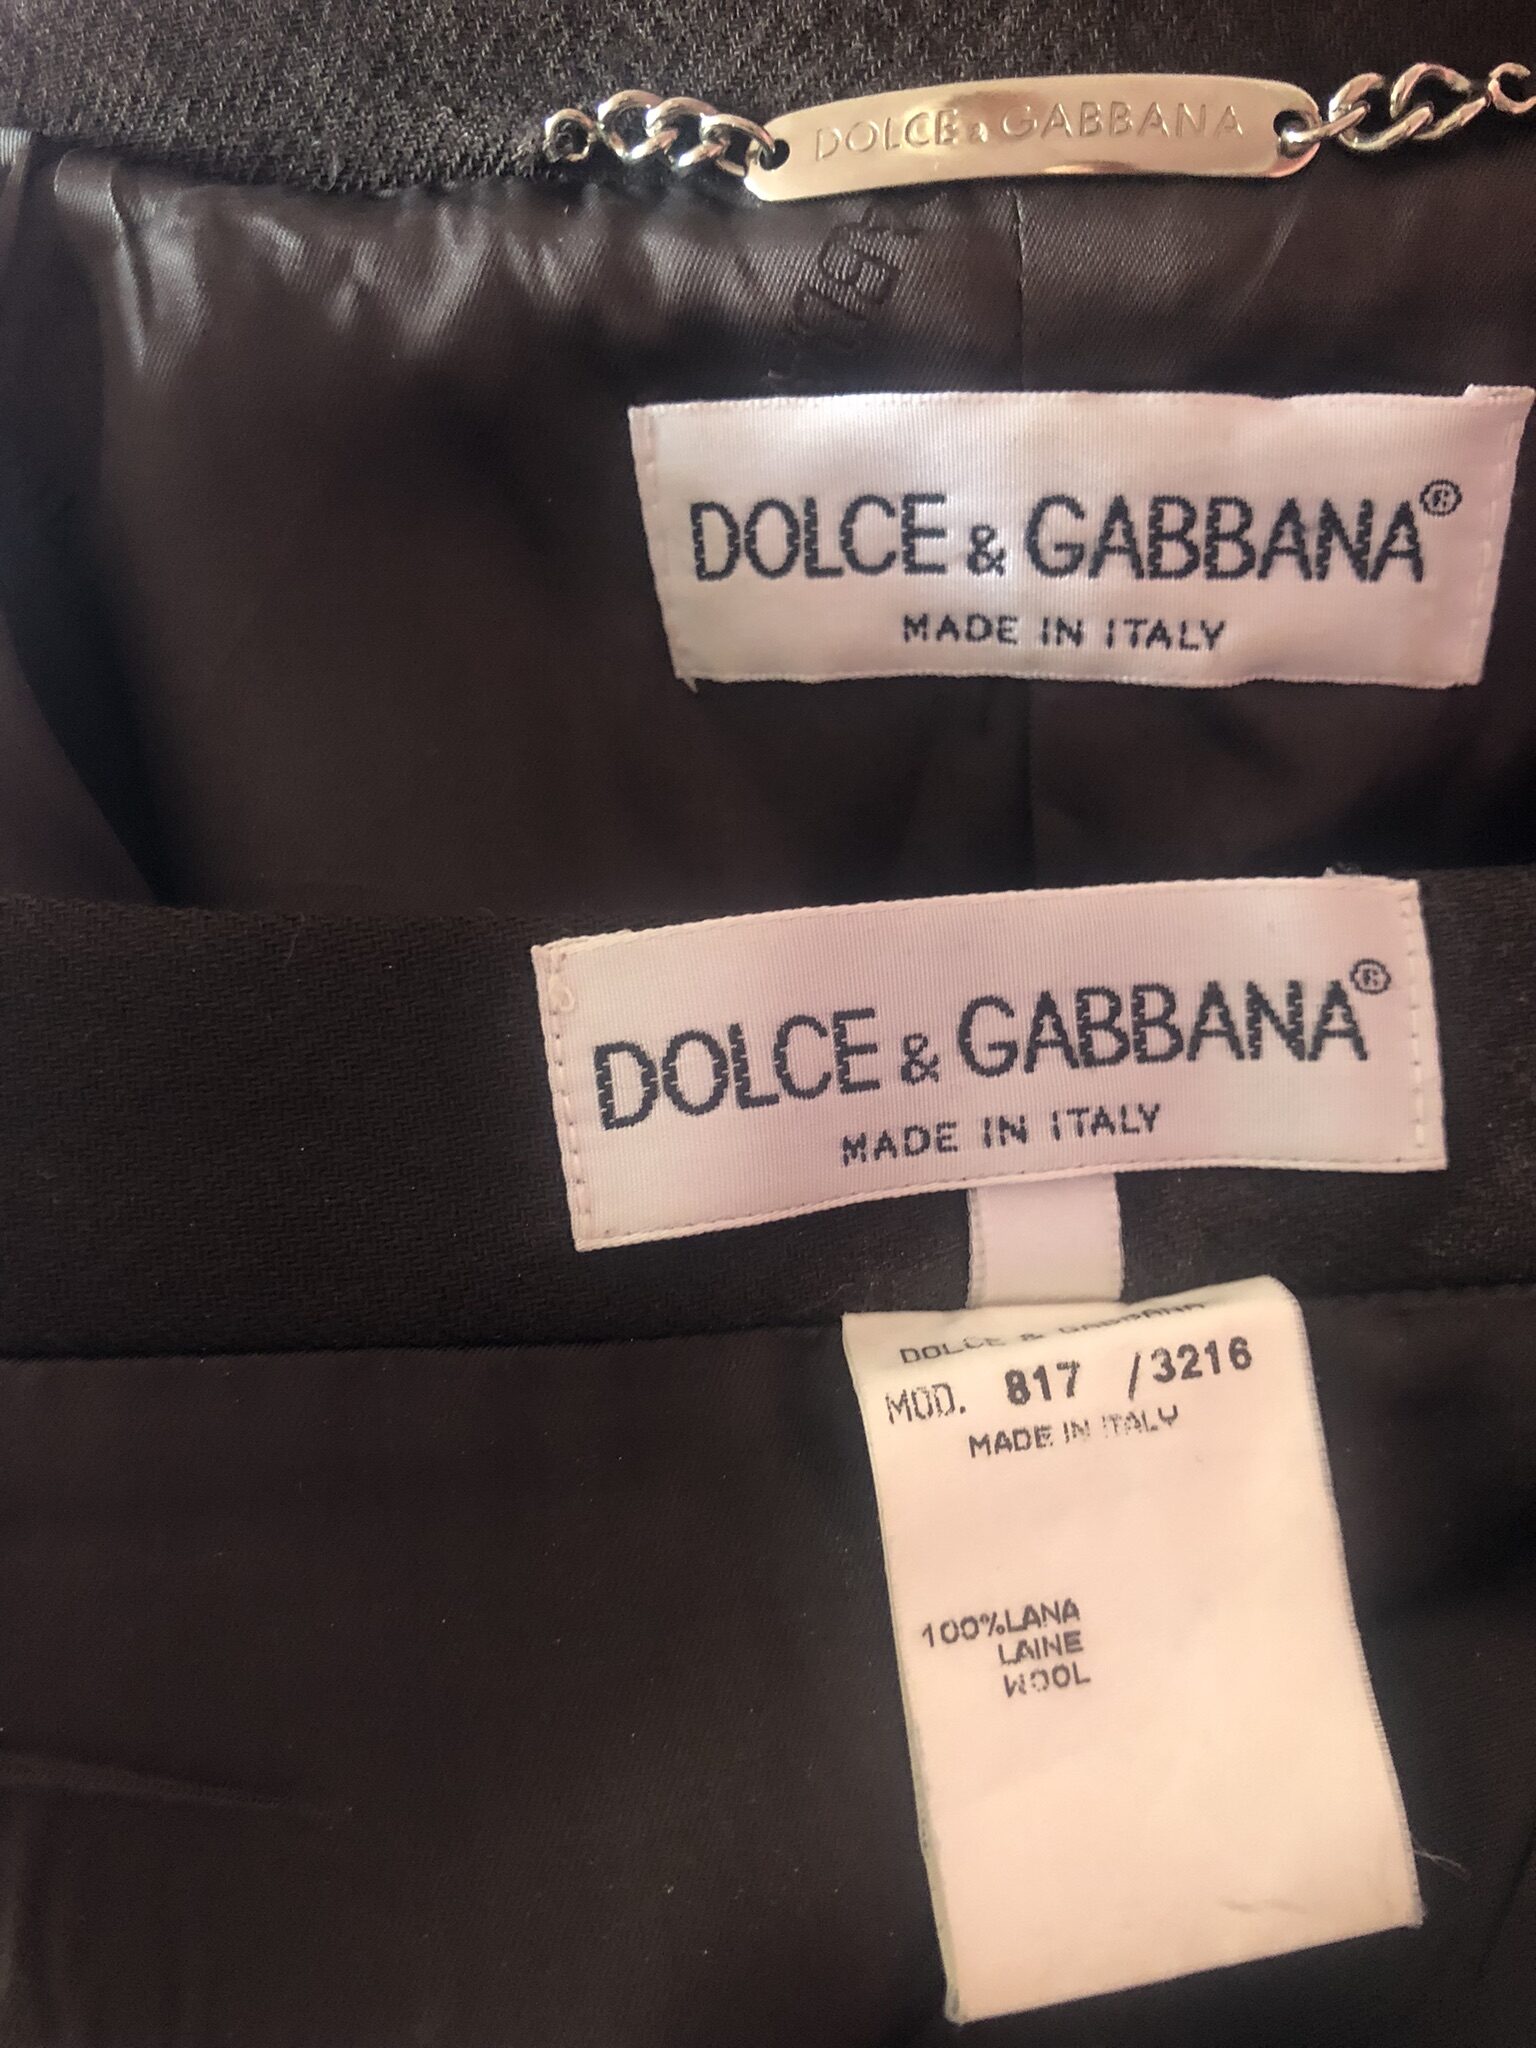 DOLCE & GABBANA
DOLCE & GABBANA®
MADE IN ITALY
DOLCE & GABBANA®
MADE IN ITALY
DOLCE & GABBANA
MOD. 817 /3216
MADE IN ITALY
100%LANA
LAINE
WOOL